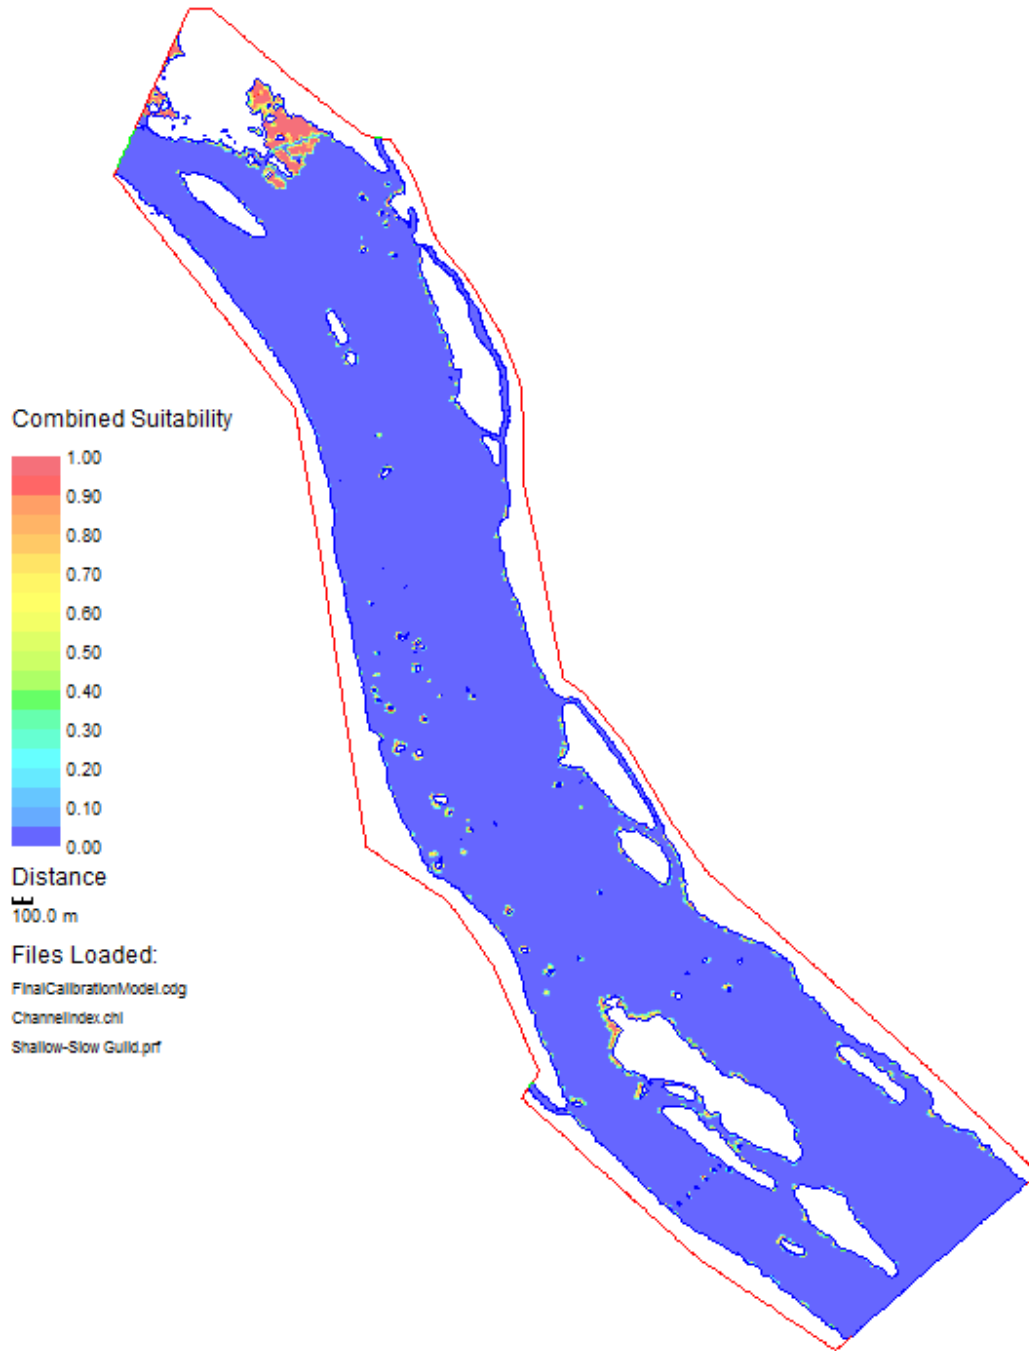 Combined Suitability
1.00
0.90
0.80
0.70
0.60
0.50
0.40
0.30
0.20
0.10
0.00
Distance
100.0 m
Files Loaded:
FinalCalibrationModel.cdg
ChannelIndex.chi
Shallow-Slow Guild.prf